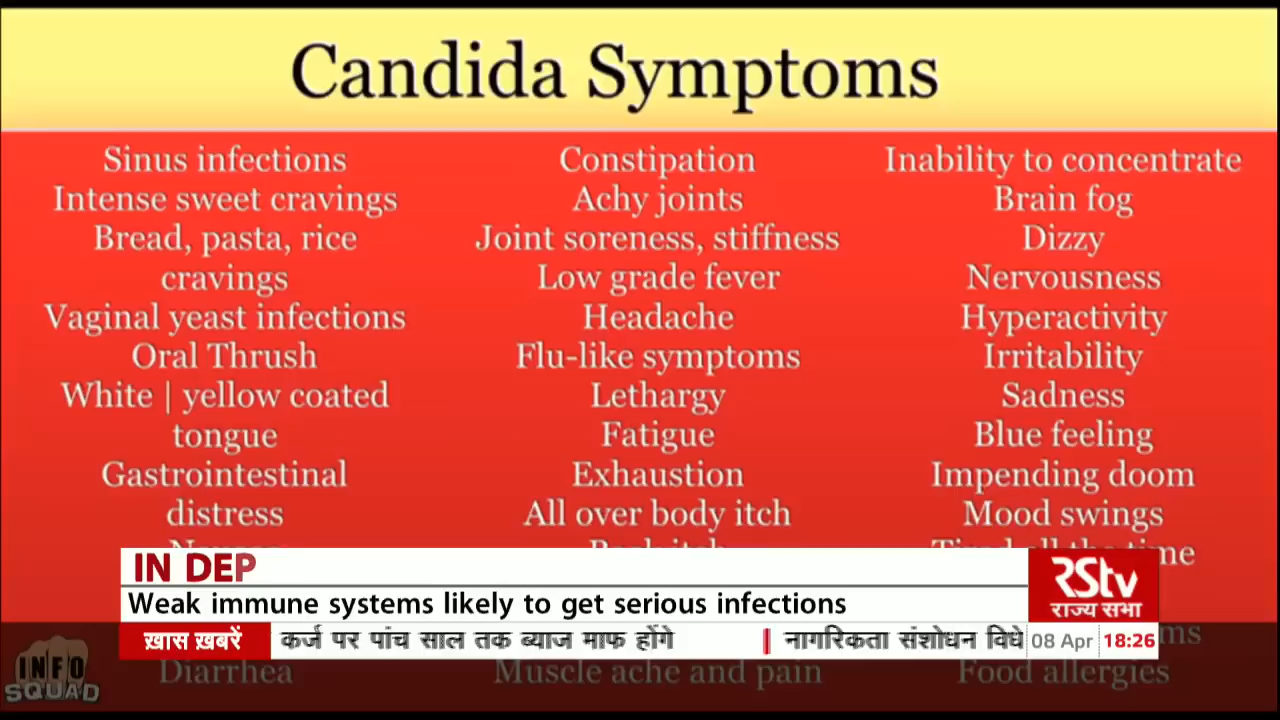 Candida Symptoms
Sinus infections
Intense sweet cravings
Bread, pasta, rice
cravings
Vaginal yeast infections
Oral Thrush
White | yellow coated
tongue
Gastrointestinal
distress
Diarrhea
Constipation
Achy joints
Joint soreness, stiffness
Low grade fever
Headache
Flu-like symptoms
Lethargy
Fatigue
Exhaustion
All over body itch
Muscle ache and pain
Inability to concentrate
Brain fog
Dizzy
Nervousness
Hyperactivity
Irritability
Sadness
Blue feeling
Impending doom
Mood swings
Tired all the time
Food allergies
IN DEP
Weak immune systems likely to get serious infections
RSTV
राज्य सभा
ख़ास ख़बरें
कर्ज पर पांच साल तक ब्याज माफ होंगे | नागरिकता संशोधन विधे
08 Apr 18:26
INFO
SQUAD